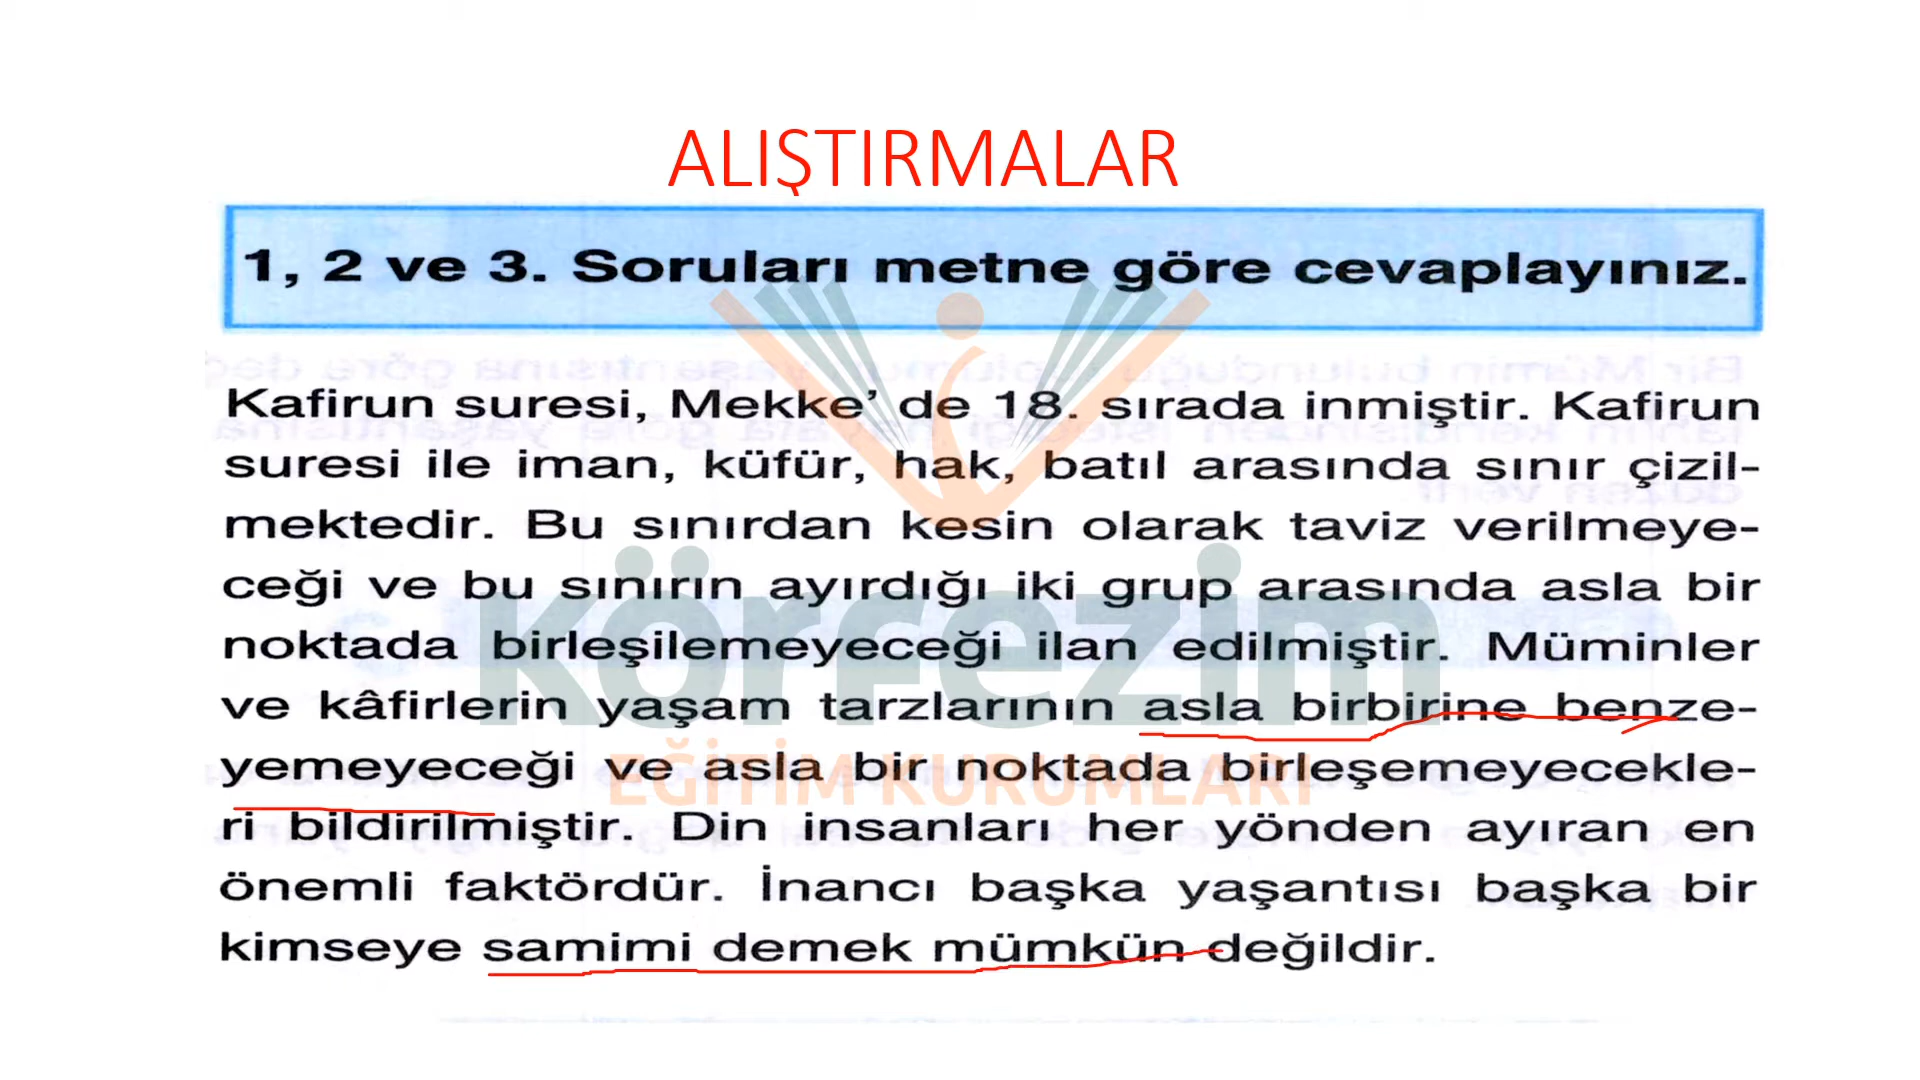 ALIŞTIRMALAR
1, 2 ve 3. Soruları metne göre cevaplayınız.
Kafirun suresi, Mekke’ de 18. sırada inmiştir. Kafirun
suresi ile iman, küfür, hak, batıl arasında sınır çizil-
mektedir. Bu sınırdan kesin olarak taviz verilmeye-
ceği ve bu sınırın ayırdığı iki grup arasında asla bir
noktada birleşilemeyeceği ilan edilmiştir. Müminler
ve kâfirlerin yaşam tarzlarının asla birbirine benze-
yemeyeceği ve asla bir noktada birleşemeyecekle-
ri bildirilmiştir. Din insanları her yönden ayıran en
önemli faktördür. İnancı başka yaşantısı başka bir
kimseye samimi demek mümkün değildir.
körfezim
EĞİTİM KURUMLARI